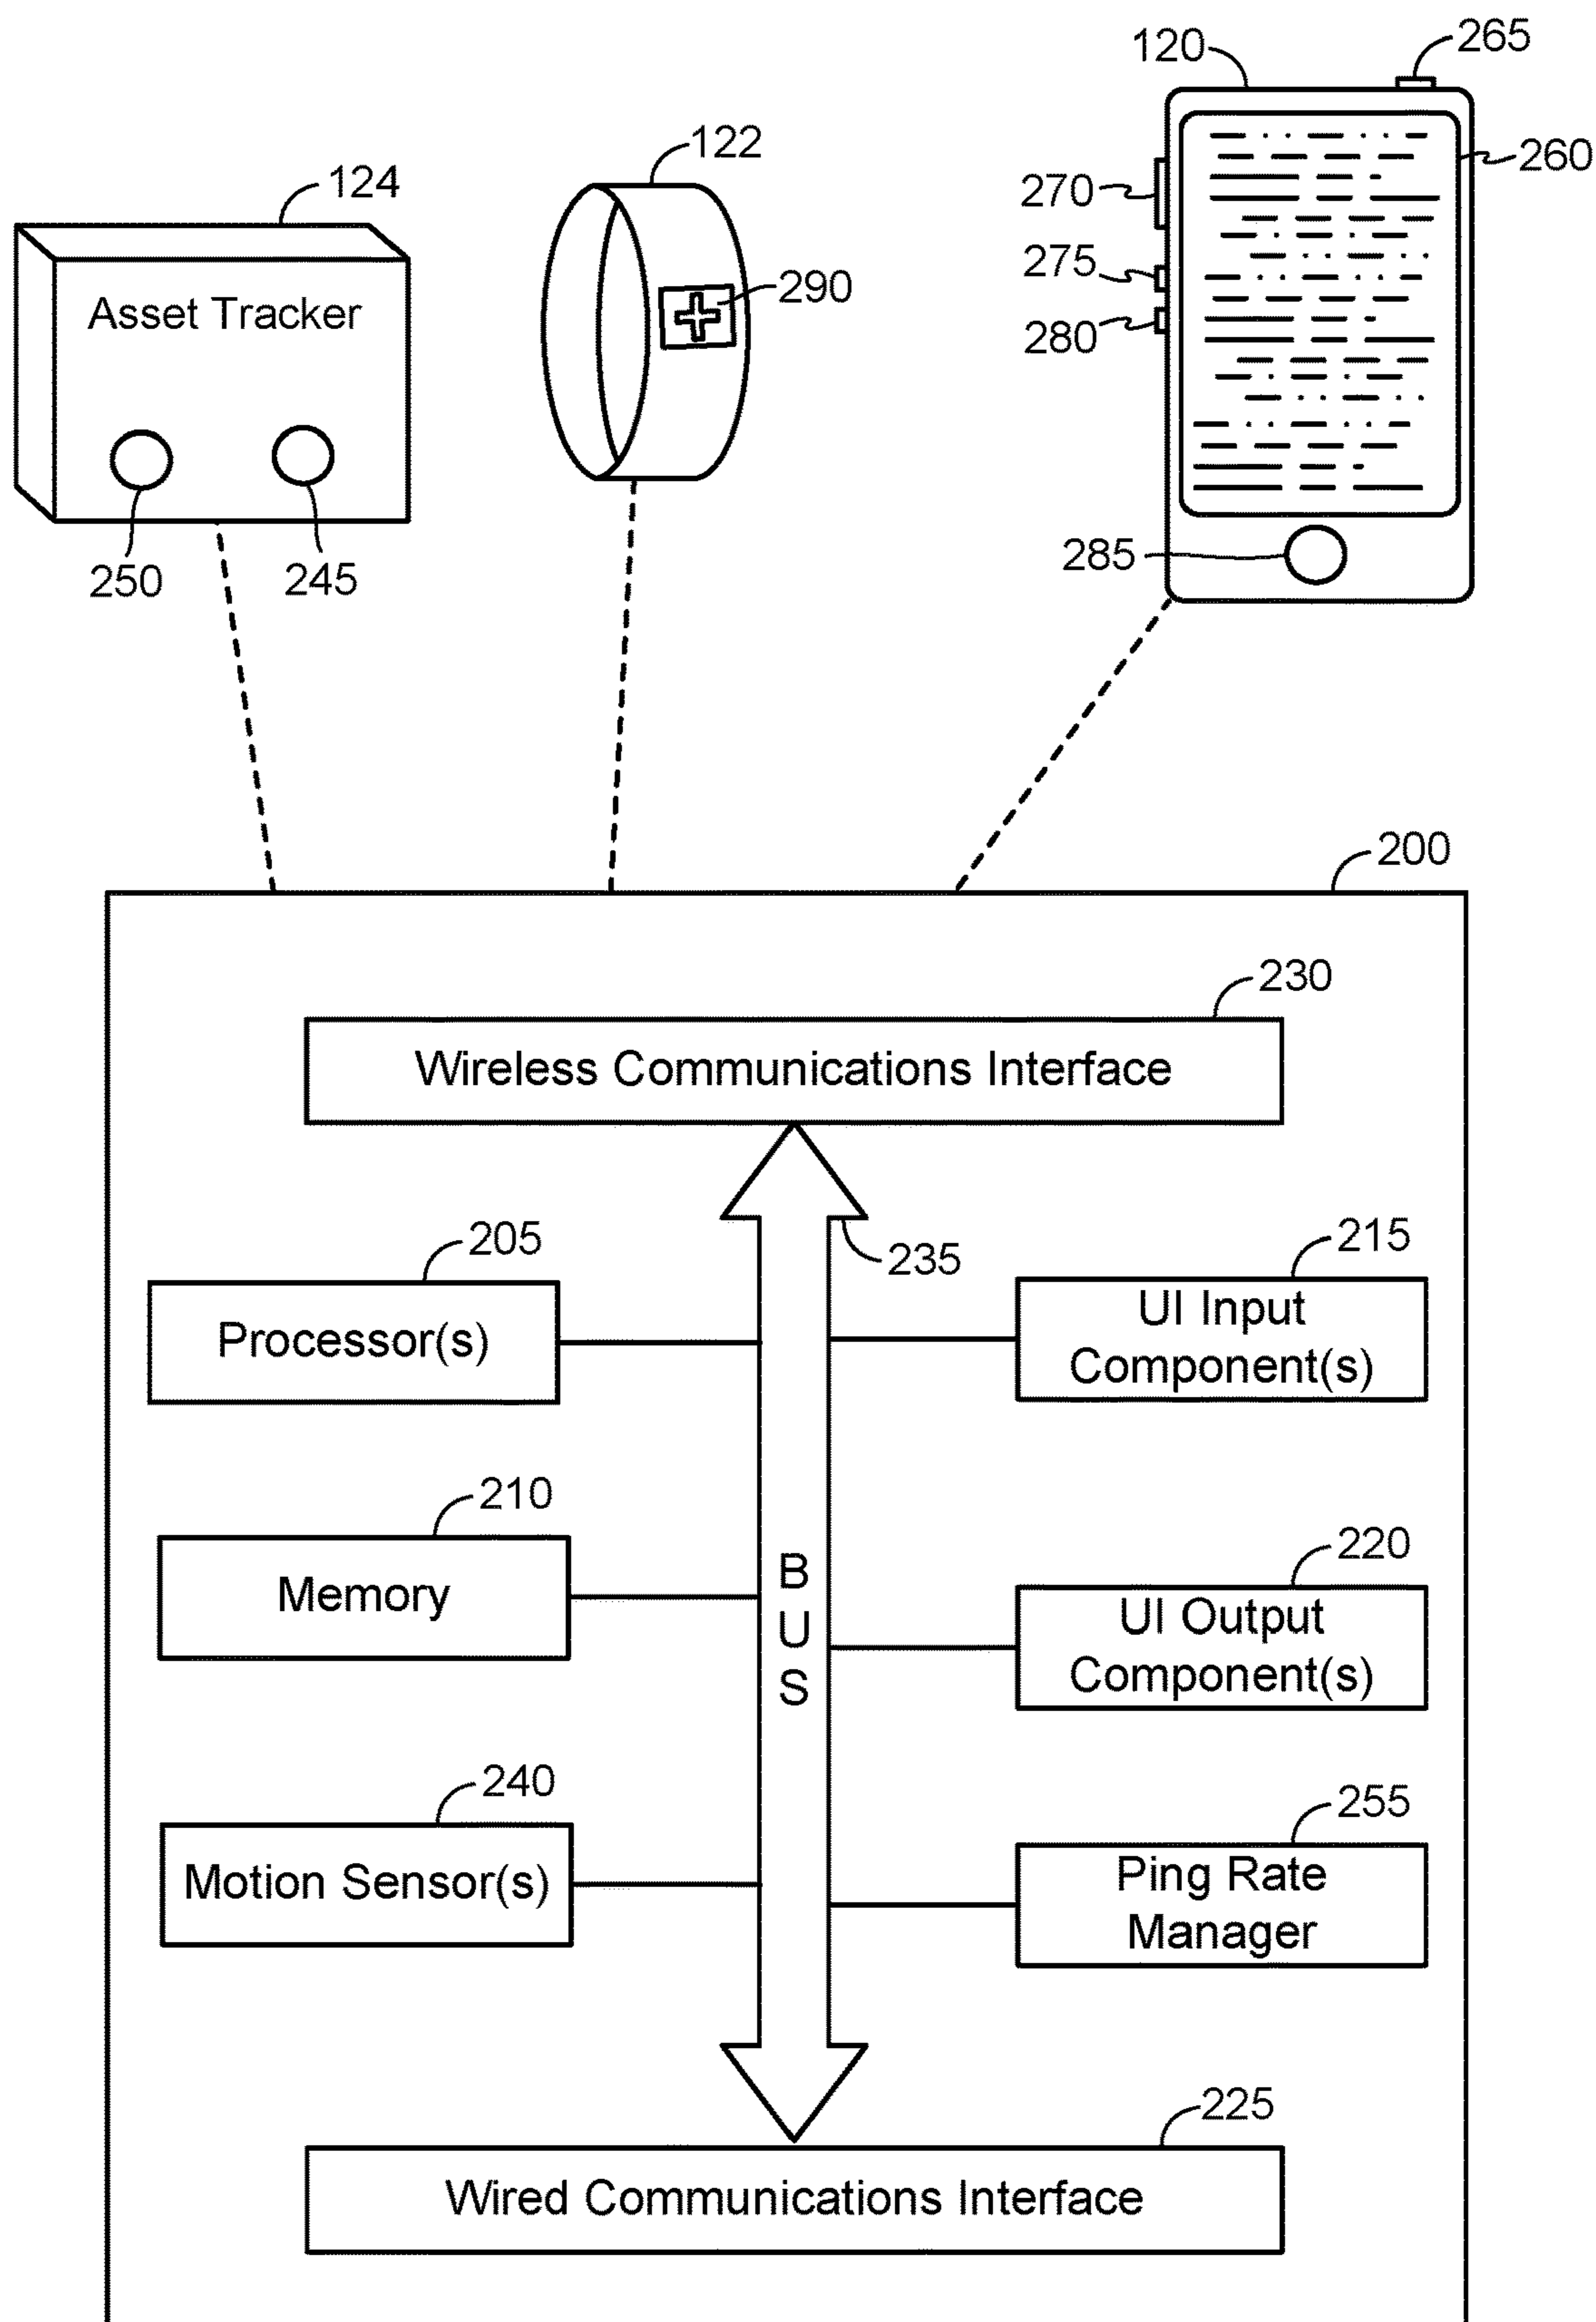 265
120
260
122
270
124
275
290
Asset Tracker
280
285
250
245
200
230
Wireless Communications Interface
205
235
215
Processor(s)
UI Input
Component(s)
210
220
Memory
B
U
S
UI Output
Component(s)
240
255
Motion Sensor(s)
Ping Rate
Manager
225
Wired Communications Interface